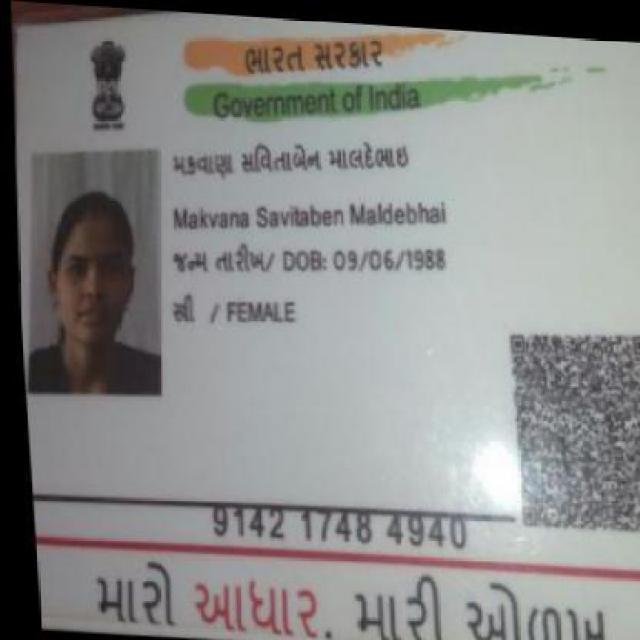 ભારત સરકાર
Government of India
મકવાણા સવિતાબેન માલદેભાઇ
Makvana Savitaben Maldebhai
જન્મ તારીખ/ DOB: 09/06/1988
સ્ત્રી / FEMALE
9142 1748 4940
મારો આધાર, મારી ઓળખ